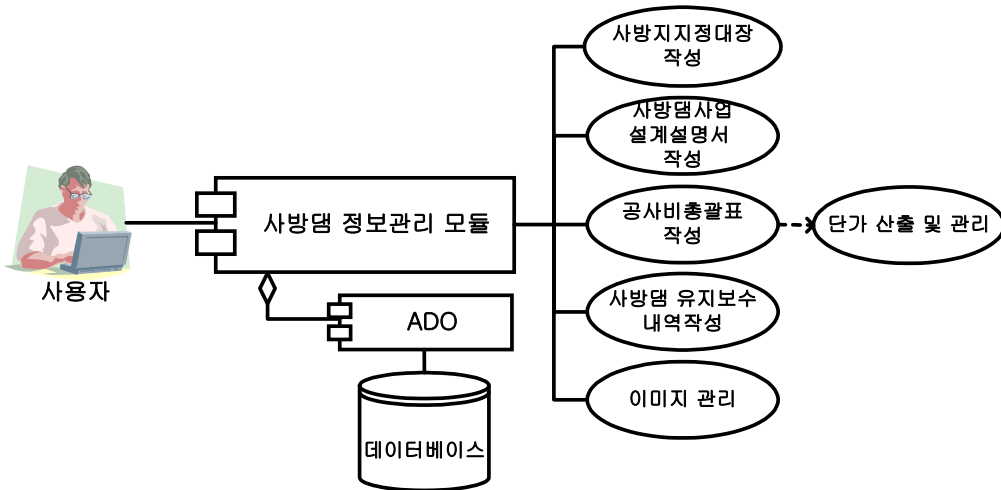 사방지지정대장
작성
사방댐사업
설계설명서
작성
사방댐 정보관리 모듈
공사비총괄표
작성
단가 산출 및 관리
사용자
ADO
사방댐 유지보수
내역작성
이미지 관리
데이터베이스